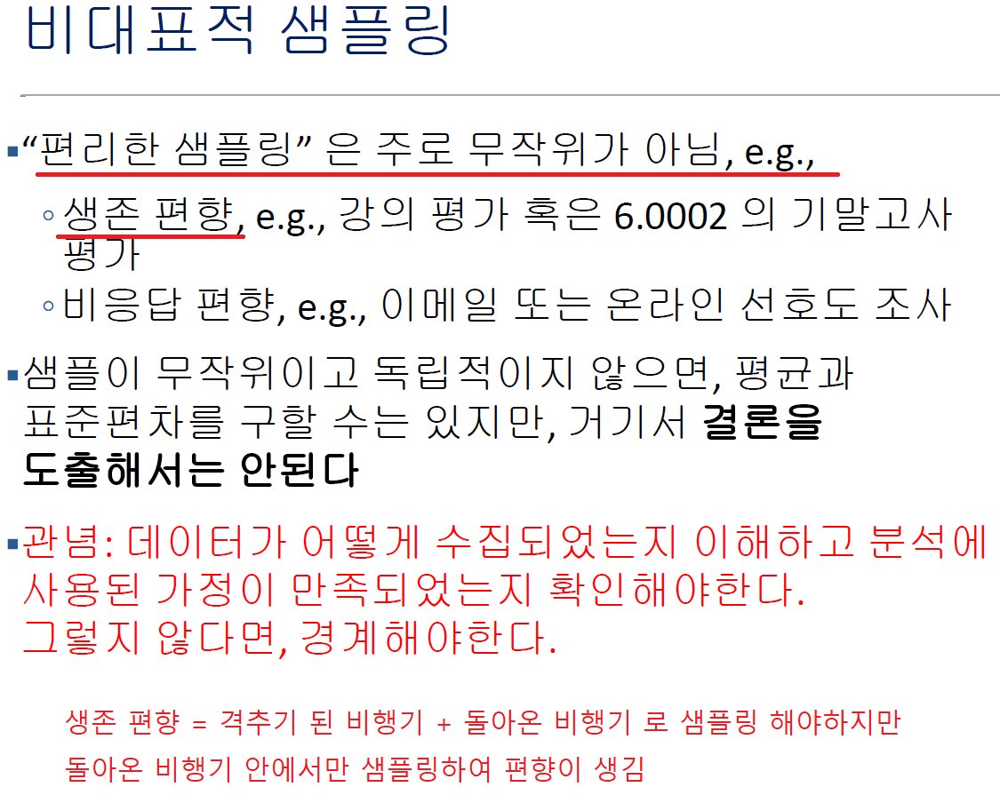 비대표적 샘플링
▪“편리한 샘플링” 은 주로 무작위가 아님, e.g.,
◦생존 편향, e.g., 강의 평가 혹은 6.0002 의 기말고사
평가
◦비응답 편향, e.g., 이메일 또는 온라인 선호도 조사
▪샘플이 무작위이고 독립적이지 않으면, 평균과
표준편차를 구할 수는 있지만, 거기서 결론을
도출해서는 안된다
▪관념: 데이터가 어떻게 수집되었는지 이해하고 분석에
사용된 가정이 만족되었는지 확인해야한다.
그렇지 않다면, 경계해야한다.
생존 편향 = 격추기 된 비행기 + 돌아온 비행기 로 샘플링 해야하지만
돌아온 비행기 안에서만 샘플링하여 편향이 생김